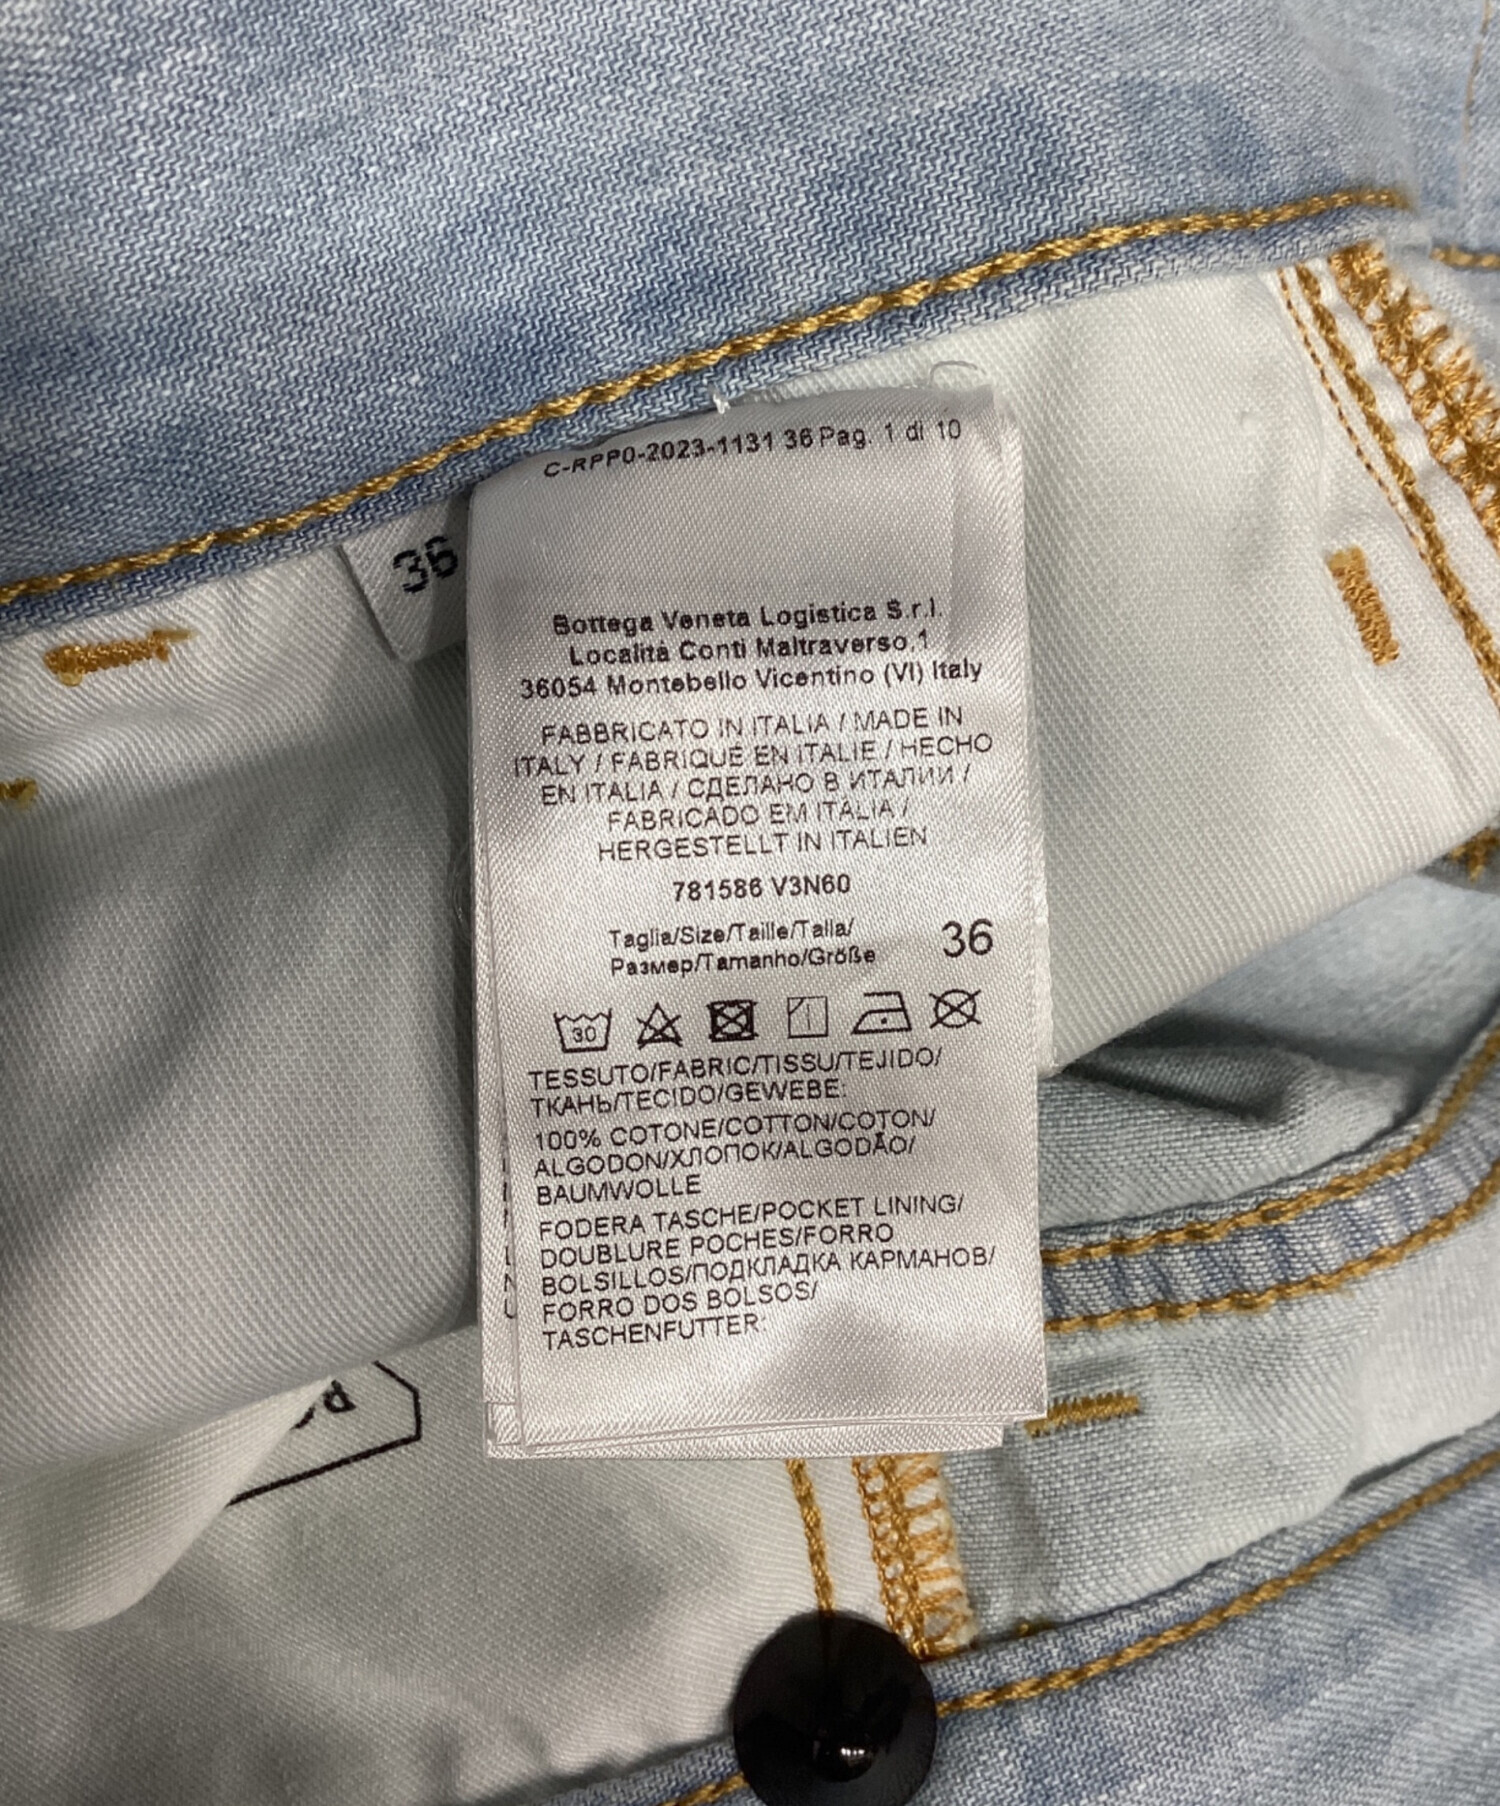 C-RPP0-2023-1131 36 Pag. 1 di 10
36
Bottega Veneta Logistica S.r.l.
Località Conti Maltraverso,1
36054 Montebello Vicentino (VI) Italy
FABBRICATO IN ITALIA / MADE IN
ITALY / FABRIQUÉ EN ITALIE / HECHO
EN ITALIA / СДЕЛАНО В ИТАЛИИ /
FABRICADO EM ITÁLIA /
HERGESTELLT IN ITALIEN
781586 V3N60
Taglia/Size/Taille/Talla/
Размер/Tamanho/Größe
36
30
TESSUTO/FABRIC/TISSU/TEJIDO/
ТКАНЬ/TECIDO/GEWEBE:
100% COTONE/COTTON/COTON/
ALGODON/ХЛОПОК/ALGODÃO/
BAUMWOLLE
FODERA TASCHE/POCKET LINING/
DOUBLURE POCHES/FORRO
BOLSILLOS/ПОДКЛАДКА КАРМАНОВ/
FORRO DOS BOLSOS/
TASCHENFUTTER: